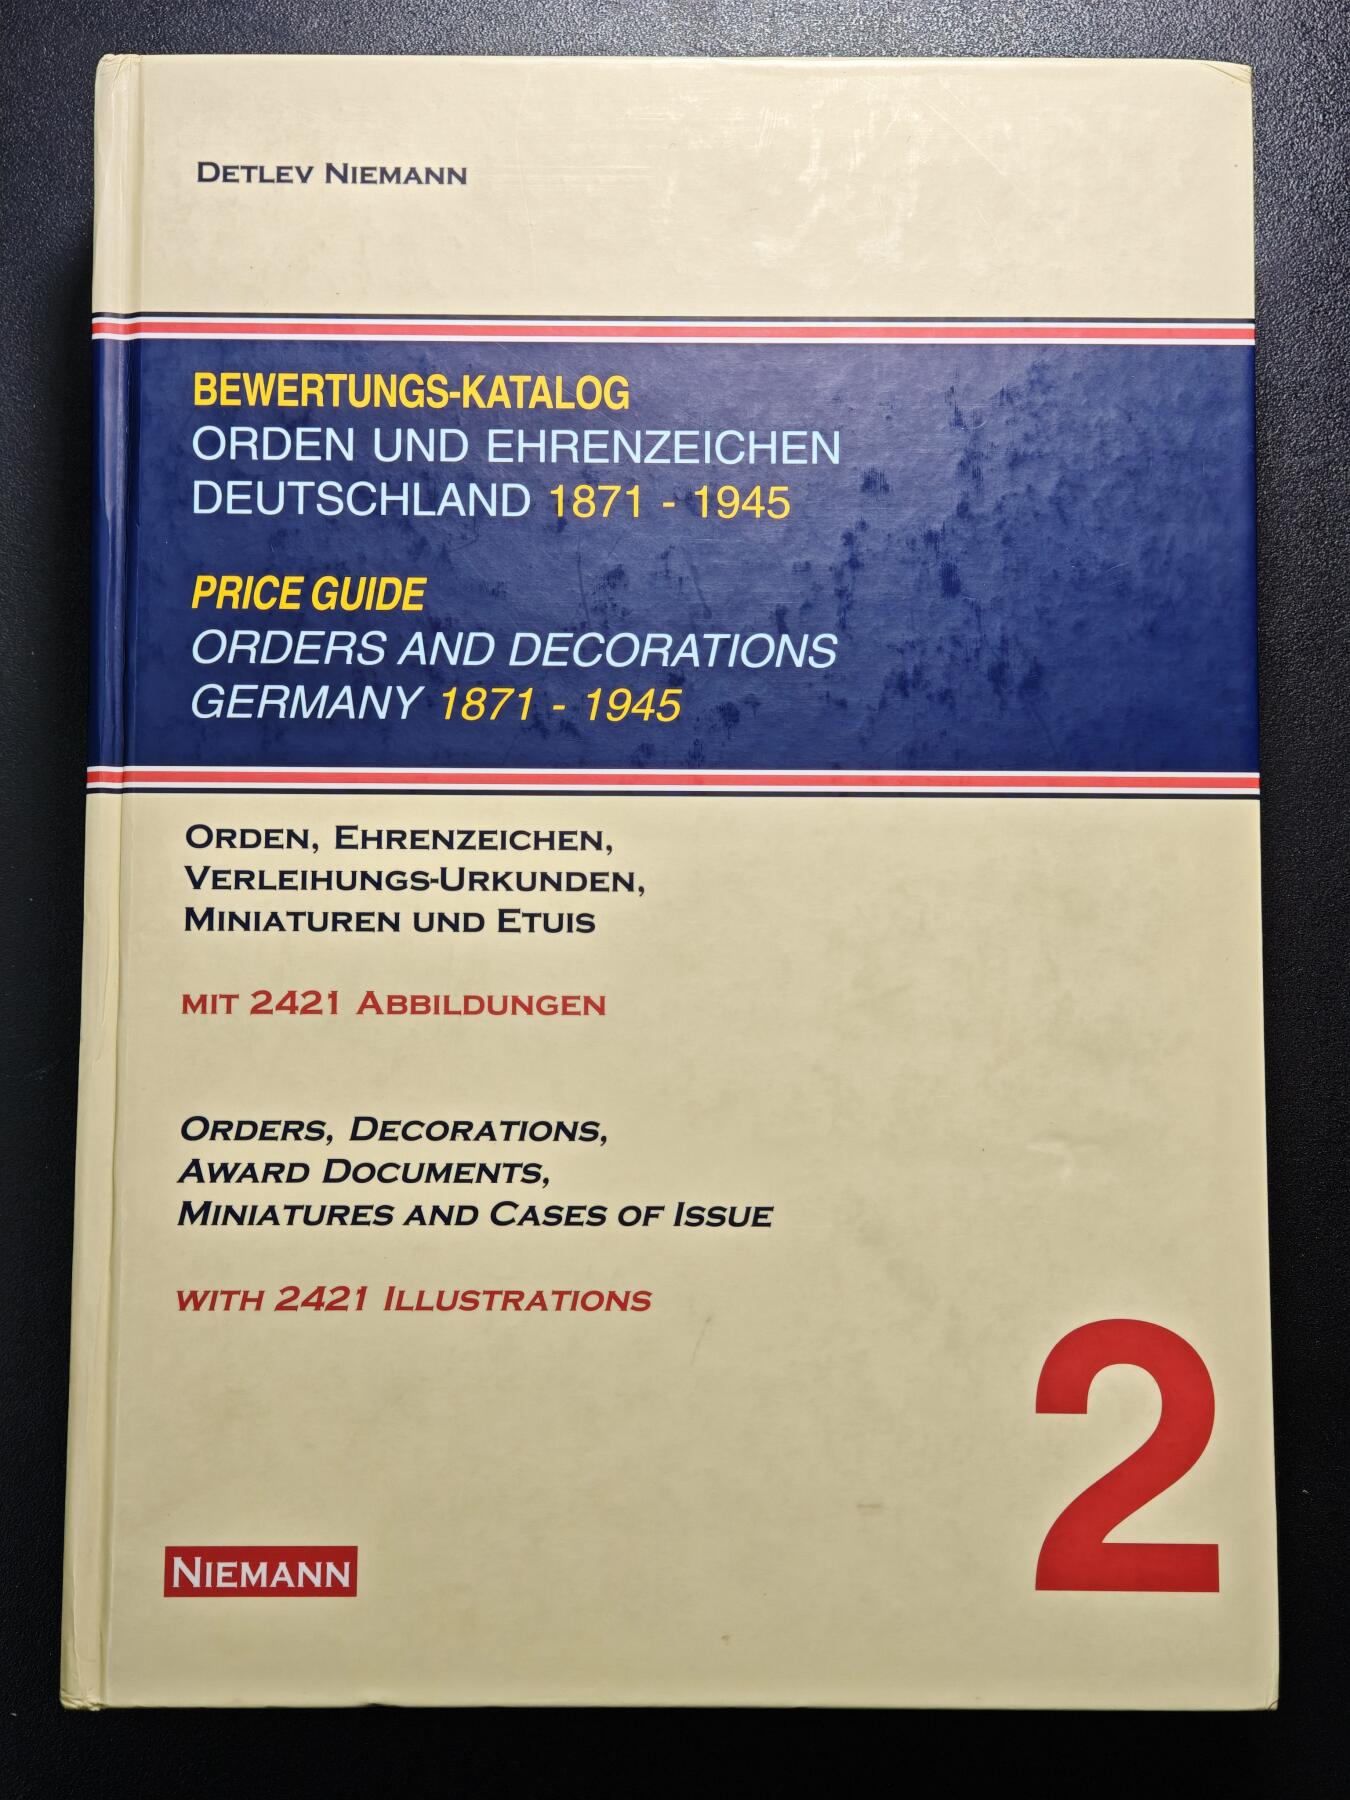 DETLEV NIEMANN
BEWERTUNGS-KATALOG
ORDEN UND EHRENZEICHEN
DEUTSCHLAND 1871 - 1945
PRICE GUIDE
ORDERS AND DECORATIONS
GERMANY 1871 - 1945
ORDEN, EHRENZEICHEN,
VERLEIHUNGS-URKUNDEN,
MINIATUREN UND ETUIS
MIT 2421 ABBILDUNGEN
ORDERS, DECORATIONS,
AWARD DOCUMENTS,
MINIATURES AND CASES OF ISSUE
WITH 2421 ILLUSTRATIONS
2
NIEMANN